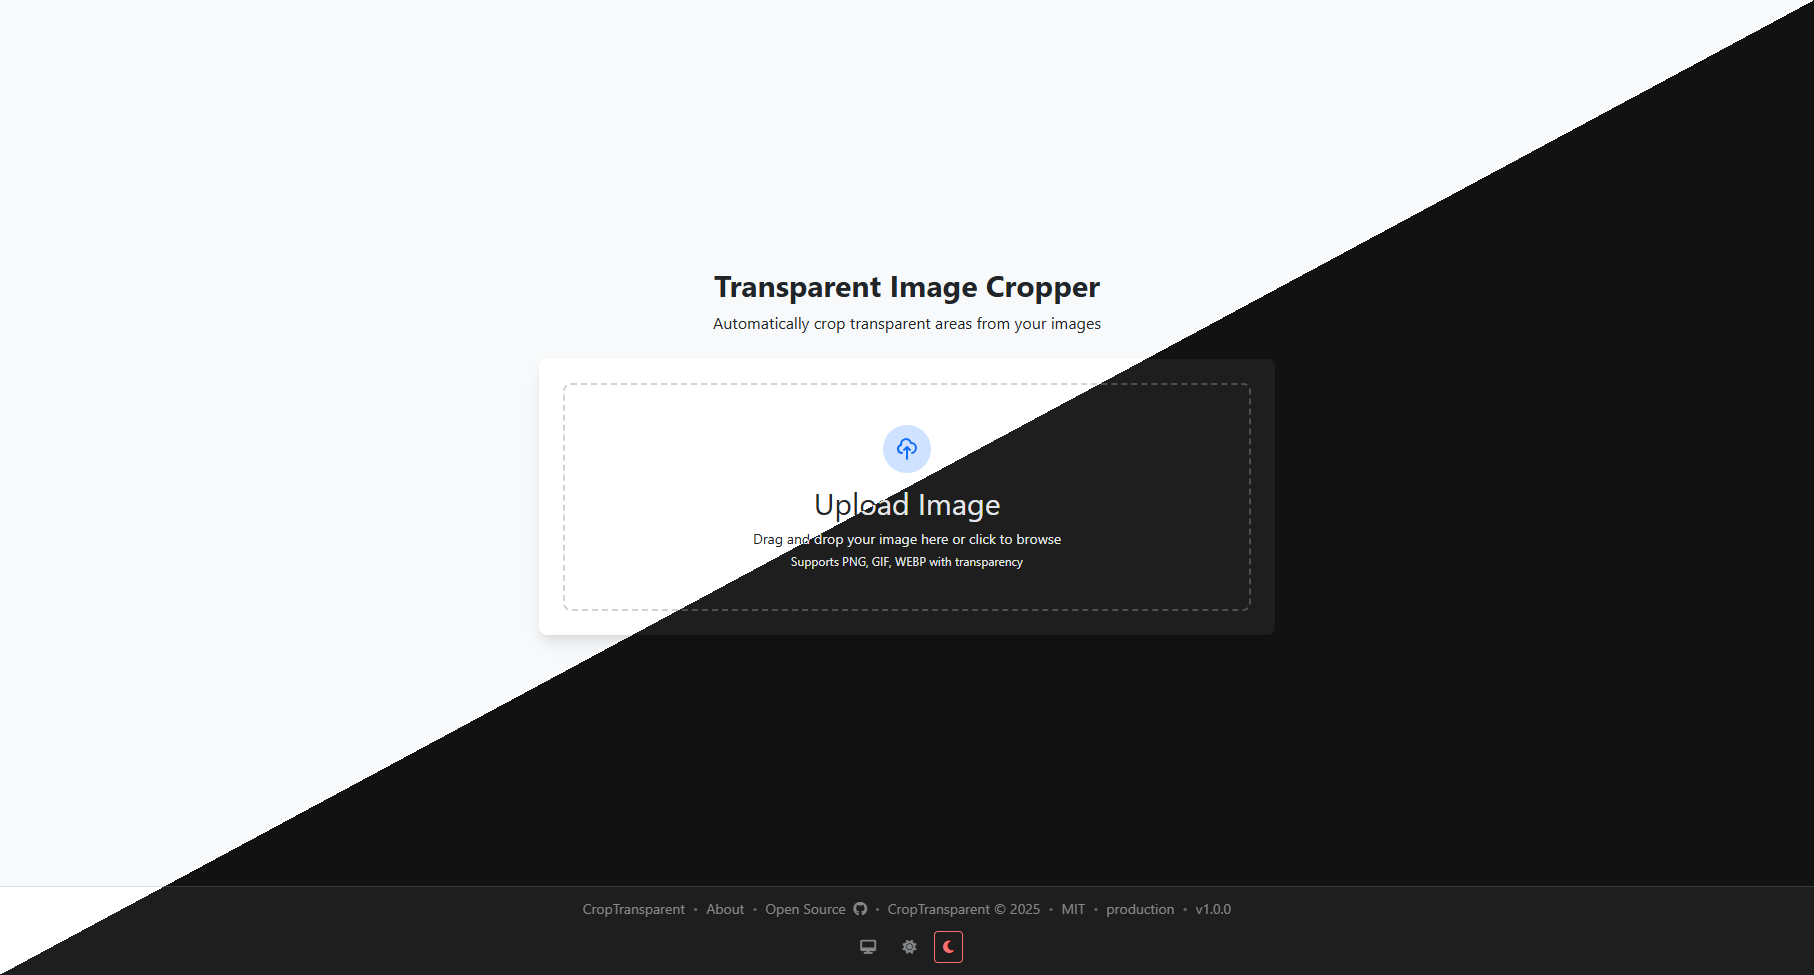 Transparent Image Cropper
Automatically crop transparent areas from your images
Upload Image
Drag and drop your image here or click to browse
Supports PNG, GIF, WEBP with transparency
CropTransparent • About • Open Source • CropTransparent © 2025 • MIT • production • v1.0.0